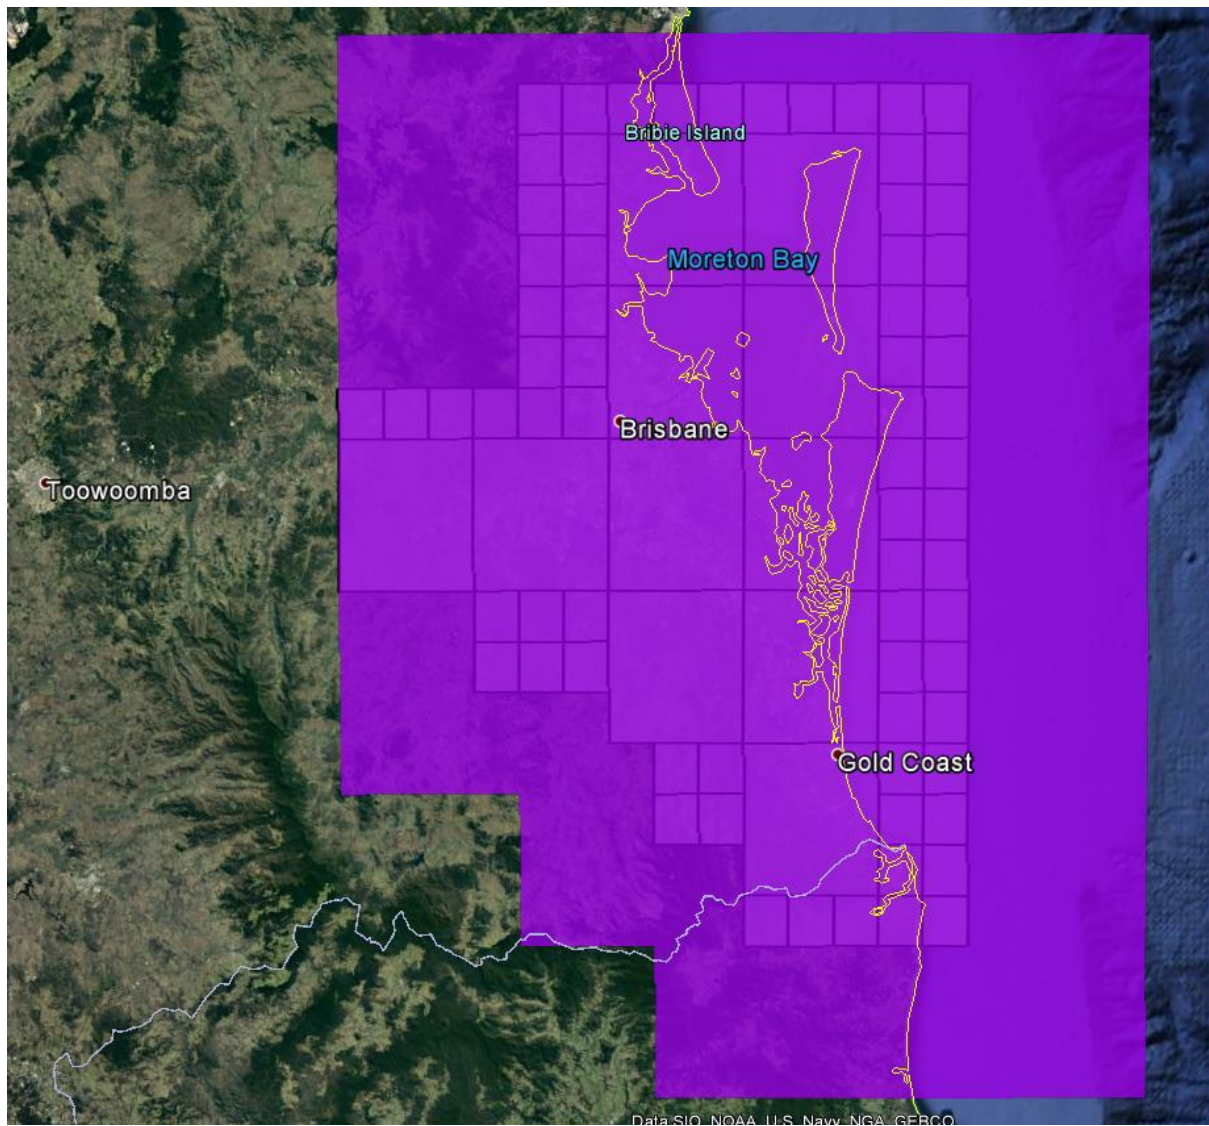 Bribie Island
Moreton Bay
Brisbane
Toowoomba
Gold Coast
Data SIO, NOAA, U.S. Navy, NGA, GEBCO